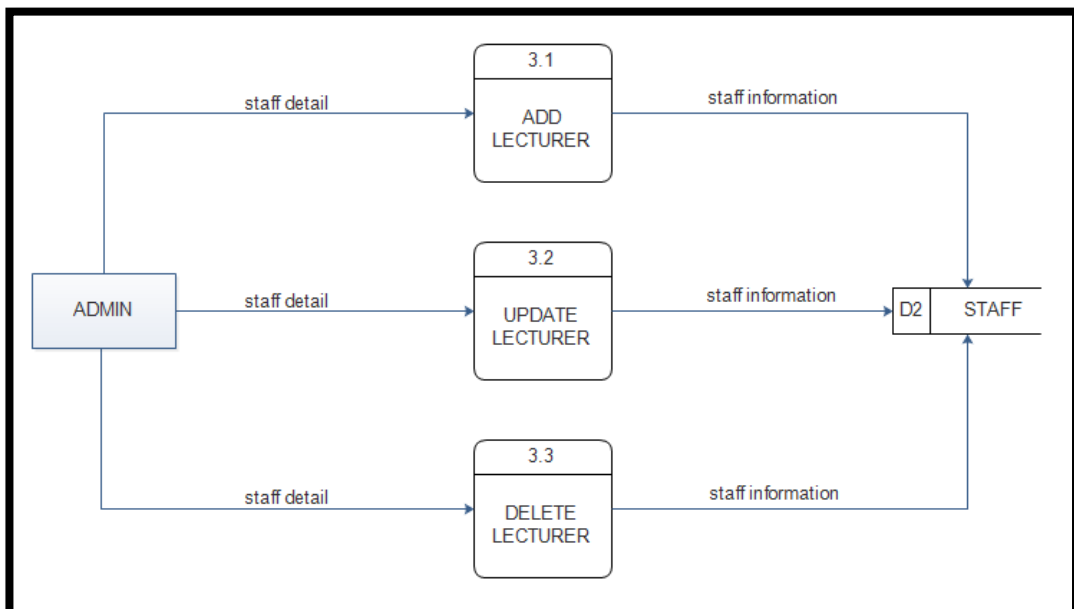 3.1
ADD
LECTURER
staff detail
staff information
3.2
UPDATE
LECTURER
ADMIN
staff detail
staff information
D2
STAFF
3.3
DELETE
LECTURER
staff detail
staff information